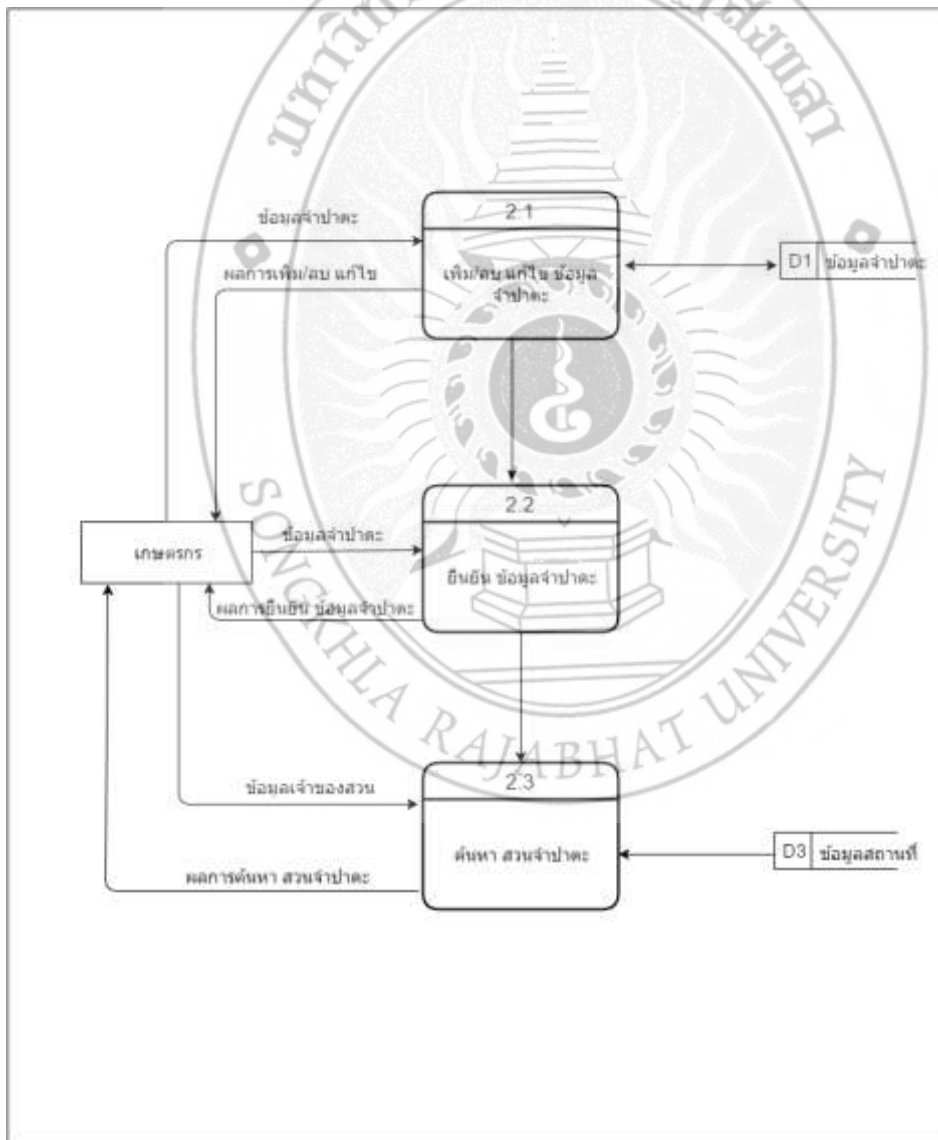 ข้อมูลจำปาดะ
2.1
ผลการเพิ่ม/ลบ แก้ไข
เพิ่ม/ลบ แก้ไข ข้อมูล
จำปาดะ
D1 ข้อมูลจำปาดะ
2.2
เกษตรกร
ข้อมูลจำปาดะ
ยืนยัน ข้อมูลจำปาดะ
ผลการยืนยัน ข้อมูลจำปาดะ
2.3
ข้อมูลเจ้าของสวน
ค้นหา สวนจำปาดะ
D3 ข้อมูลสถานที่
ผลการค้นหา สวนจำปาดะ
SONGKHLA RAJABHAT UNIVERSITY